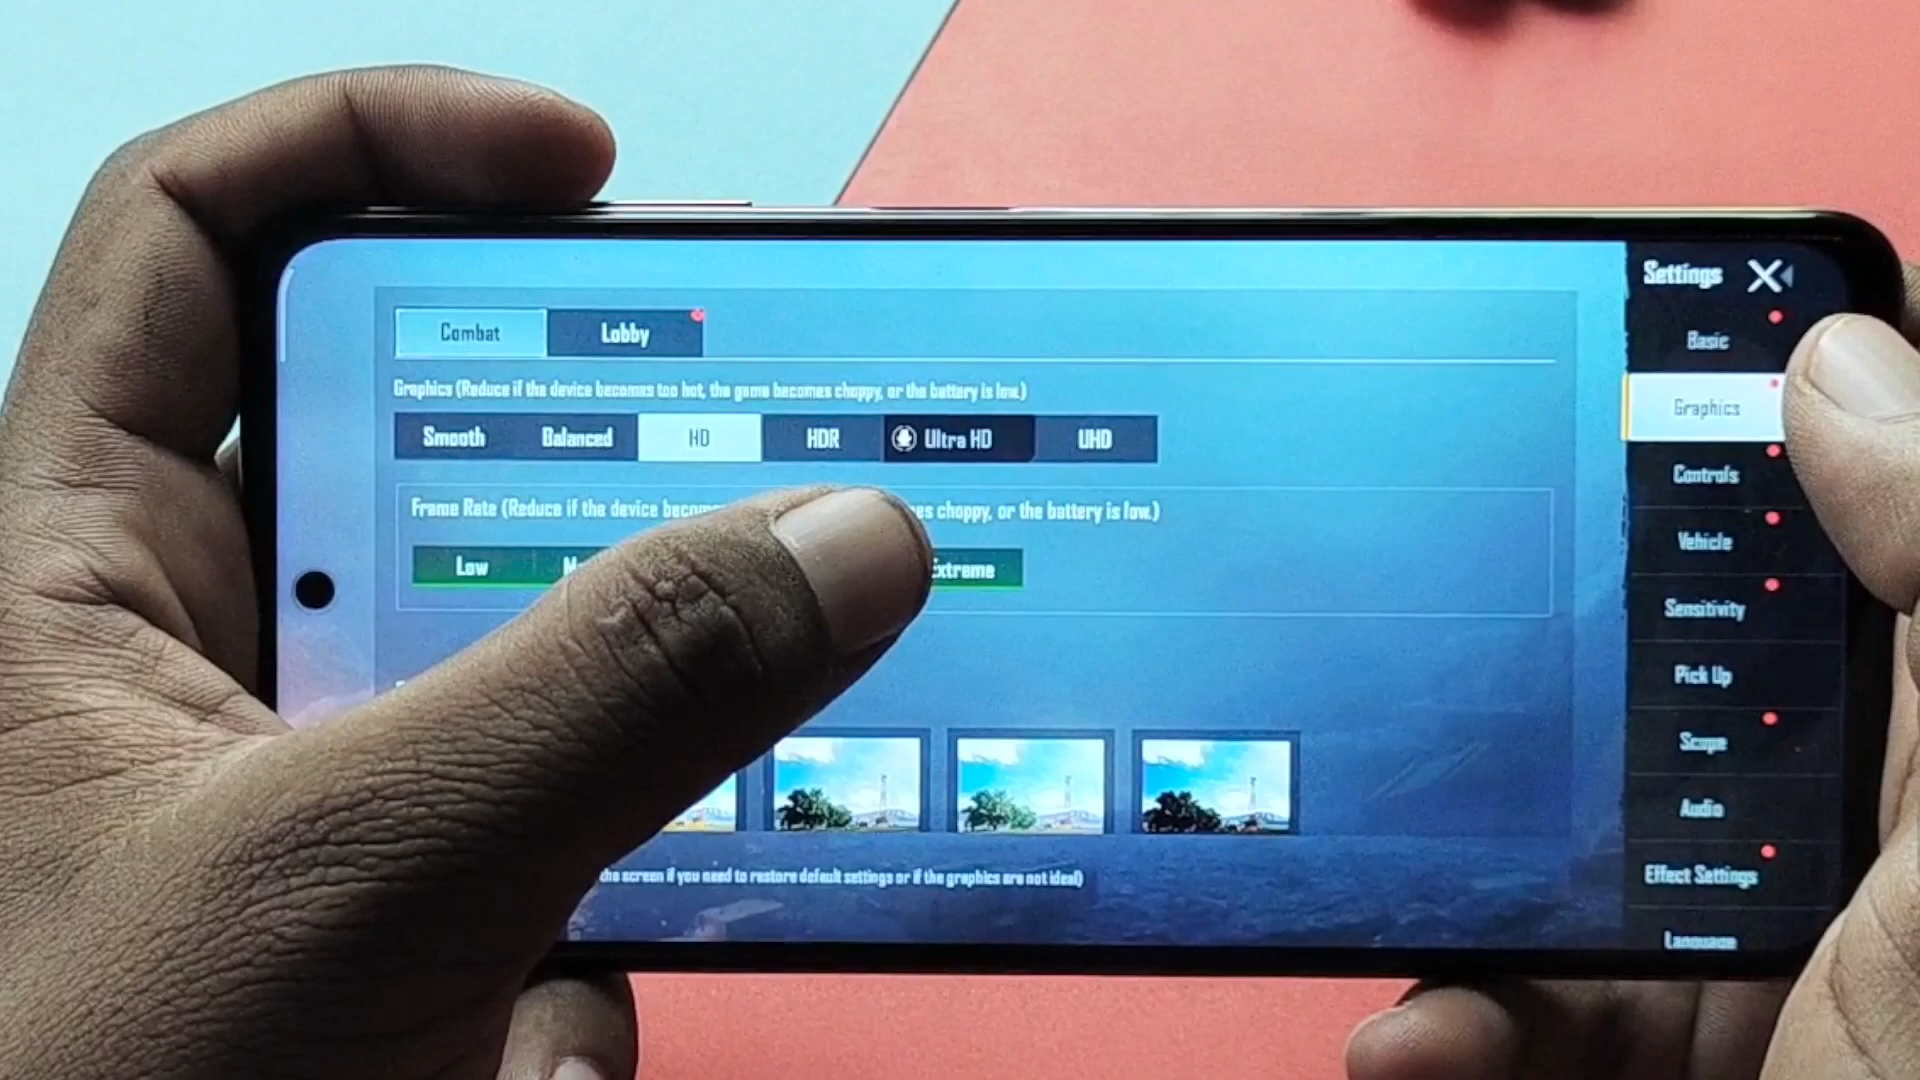 Settings
Combat
Lobby
Basic
Graphics (Reduce if the device becomes too hot, the game becomes choppy, or the battery is low.)
Graphics
Smooth
Balanced
HD
HDR
Ultra HD
UHD
Controls
Frame Rate (Reduce if the device choppy, or the battery is low.)
Vehicle
Low
Extreme
Sensitivity
Pick Up
Scope
Audio
the screen if you need to restore default settings or if the graphics are not ideal)
Effect Settings
Language